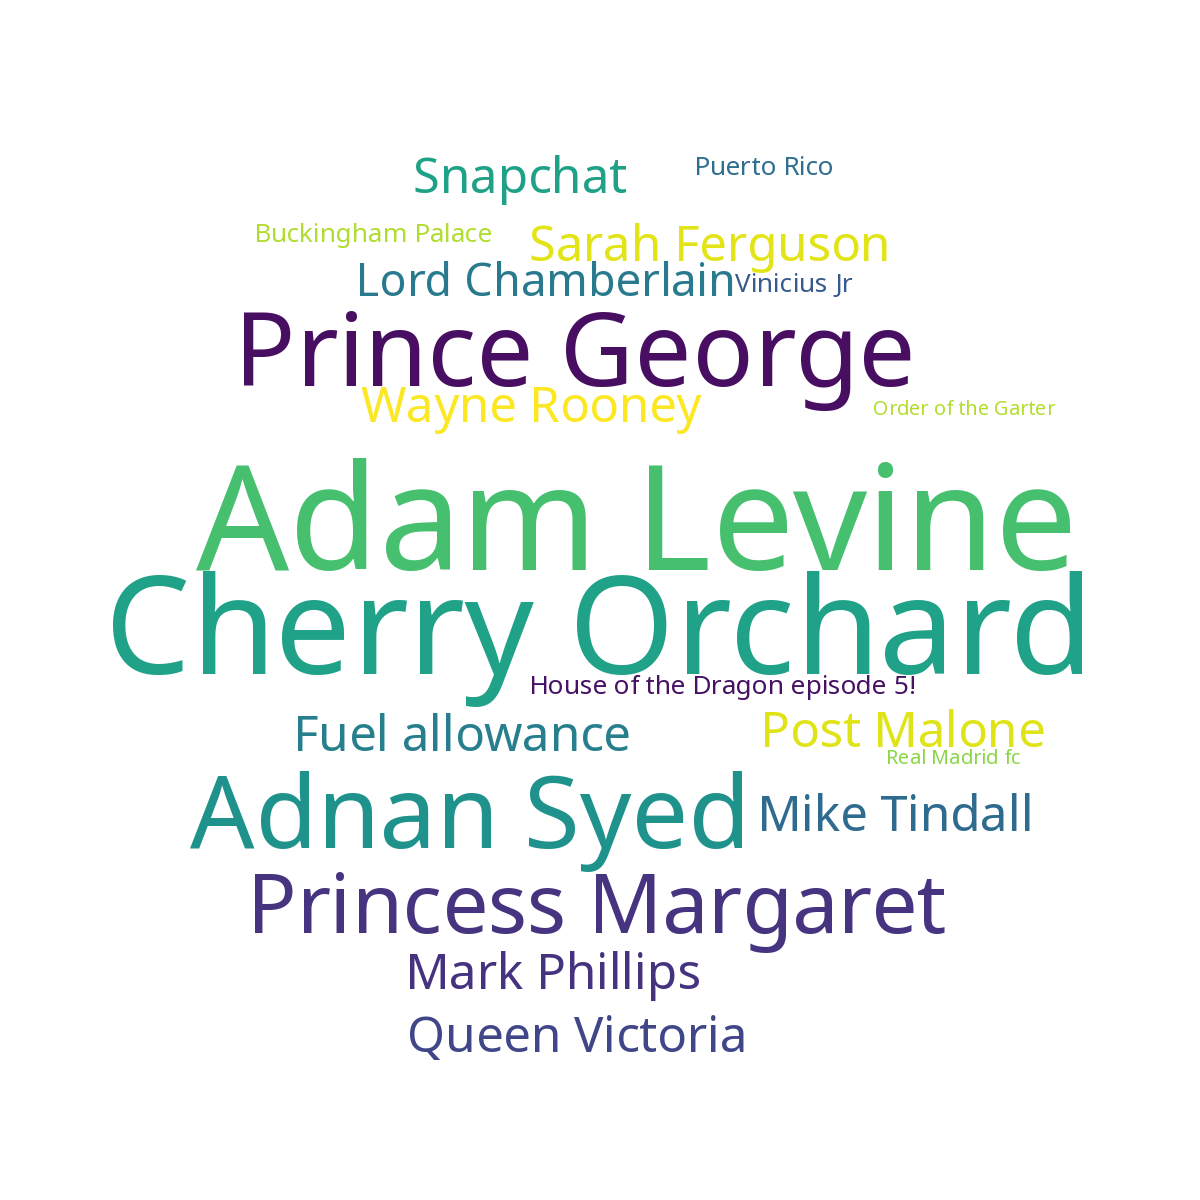 Snapchat
Puerto Rico
Buckingham Palace
Sarah Ferguson
Lord Chamberlain
Vinicius Jr
Prince George
Wayne Rooney
Order of the Garter
Adam Levine
Cherry Orchard
House of the Dragon episode 5!
Fuel allowance
Post Malone
Real Madrid fc
Adnan Syed
Mike Tindall
Princess Margaret
Mark Phillips
Queen Victoria